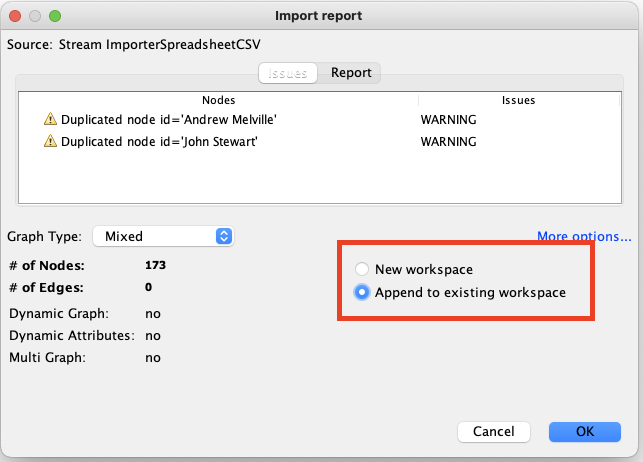 Import report
Source: Stream ImporterSpreadsheetCSV
Issues Report
Nodes Issues
Duplicated node id='Andrew Melville' WARNING
Duplicated node id='John Stewart' WARNING
Graph Type: Mixed More options...
# of Nodes: 173
New workspace
# of Edges: 0
Append to existing workspace
Dynamic Graph: no
Dynamic Attributes: no
Multi Graph: no
Cancel OK